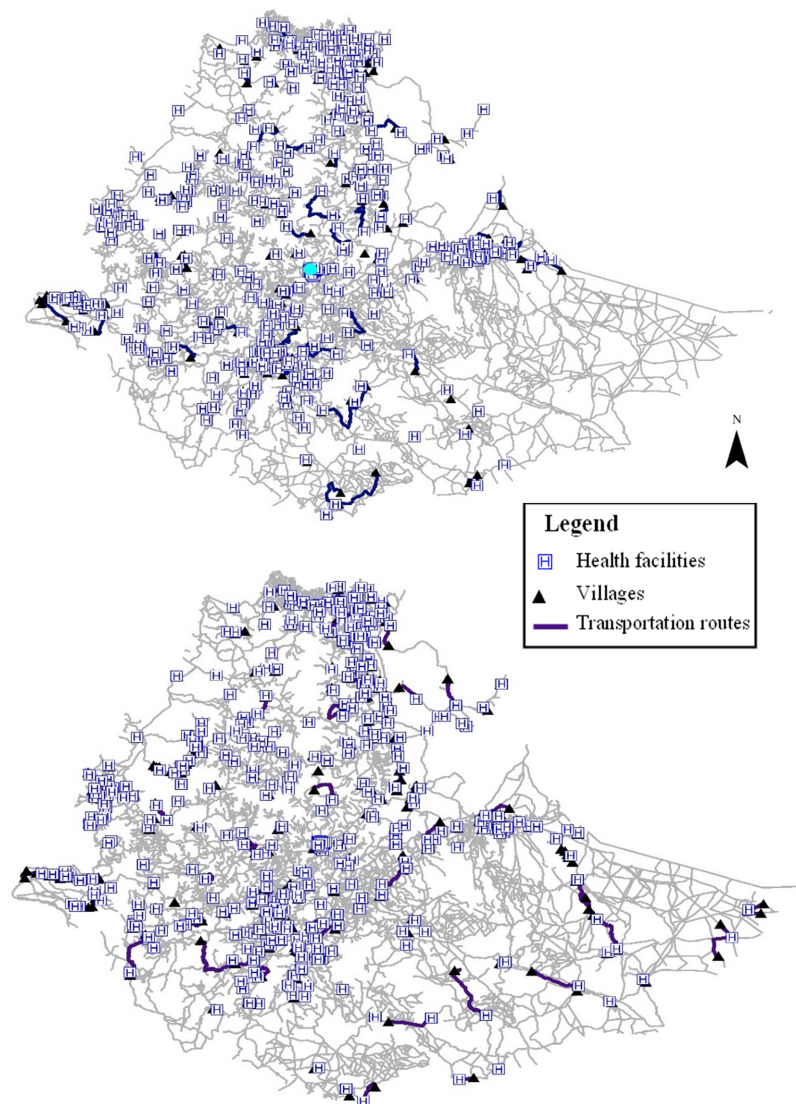 N
Legend
Health facilities
Villages
Transportation routes